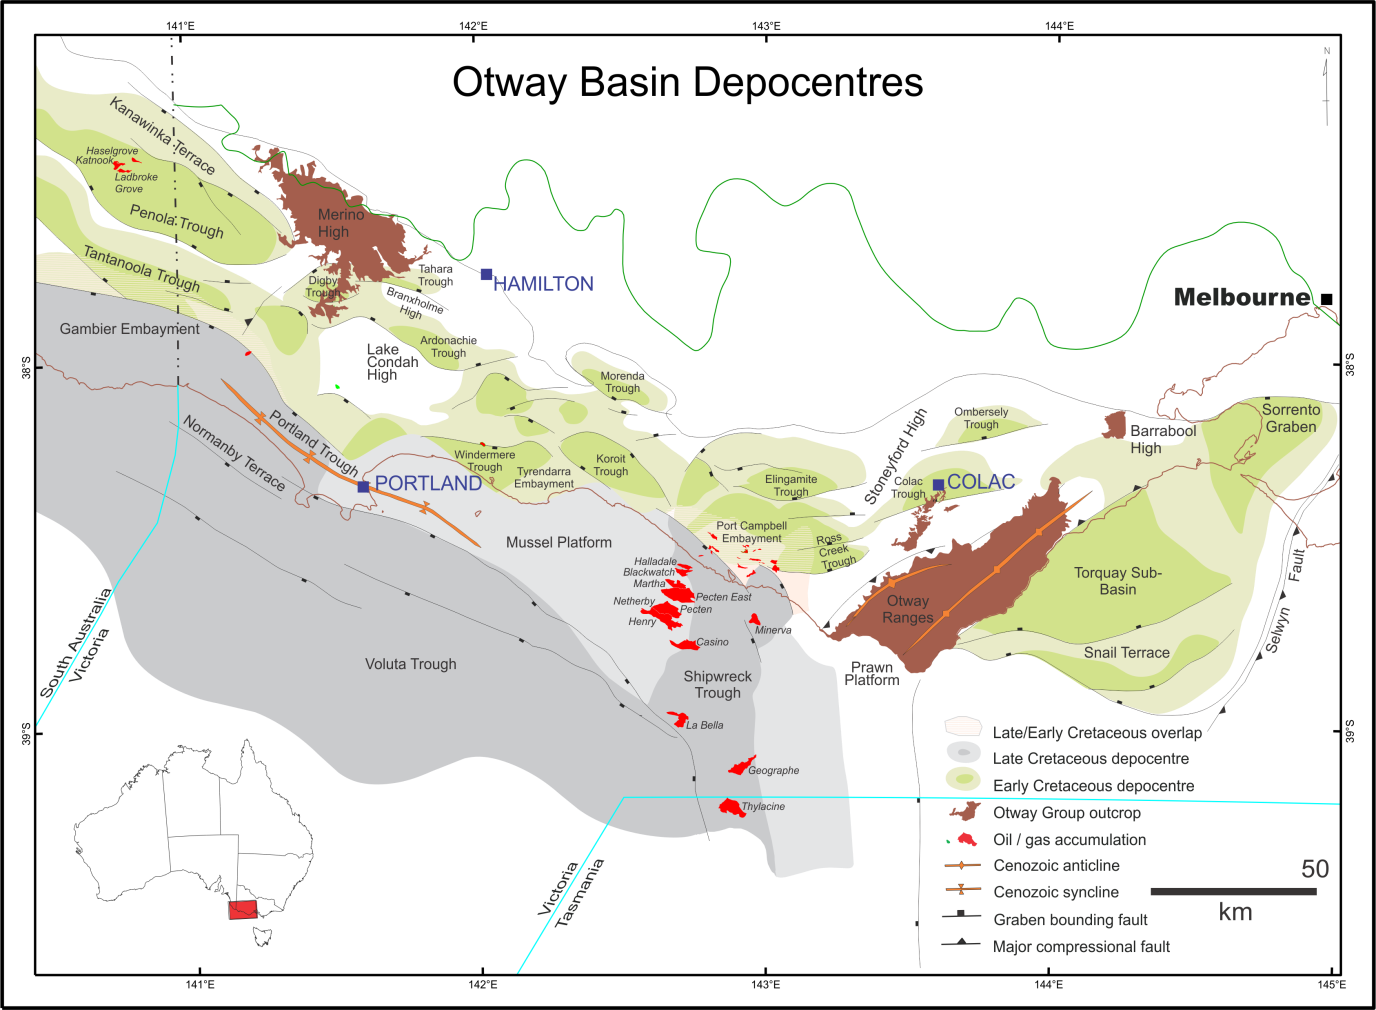 141°E
142°E
143°E
144°E
Otway Basin Depocentres
N
Kanawinka Terrace
Haselgrove
Katnook
Ladbroke
Grove
Penola Trough
Merino
High
Tantanoola Trough
Digby
Trough
Tahara
Trough
HAMILTON
Branxholme
High
Melbourne
Gambier Embayment
Lake
Condah
High
Ardonachie
Trough
38°S
38°S
Morenda
Trough
Portland Trough
Normanby Terrace
Stoneyford High
Ombersely
Trough
Sorrento
Graben
Barrabool
High
Windermere
Trough
Tyrendarra
Embayment
Koroit
Trough
PORTLAND
Elingamite
Trough
Colac
Trough
COLAC
Mussel Platform
Port Campbell
Embayment
Ross
Creek
Trough
Halladale
Blackwatch
Martha
Pecten East
Netherby
Pecten
Henry
Minerva
Casino
Otway
Ranges
Torquay Sub-
Basin
Selwyn Fault
South Australia
Victoria
Voluta Trough
Shipwreck
Trough
Prawn
Platform
Snail Terrace
La Bella
Geographe
Thylacine
39°S
39°S
Late/Early Cretaceous overlap
Late Cretaceous depocentre
Early Cretaceous depocentre
Otway Group outcrop
Oil / gas accumulation
Cenozoic anticline
Cenozoic syncline
Graben bounding fault
Major compressional fault
50
km
Victoria
Tasmania
141°E
142°E
143°E
144°E
145°E